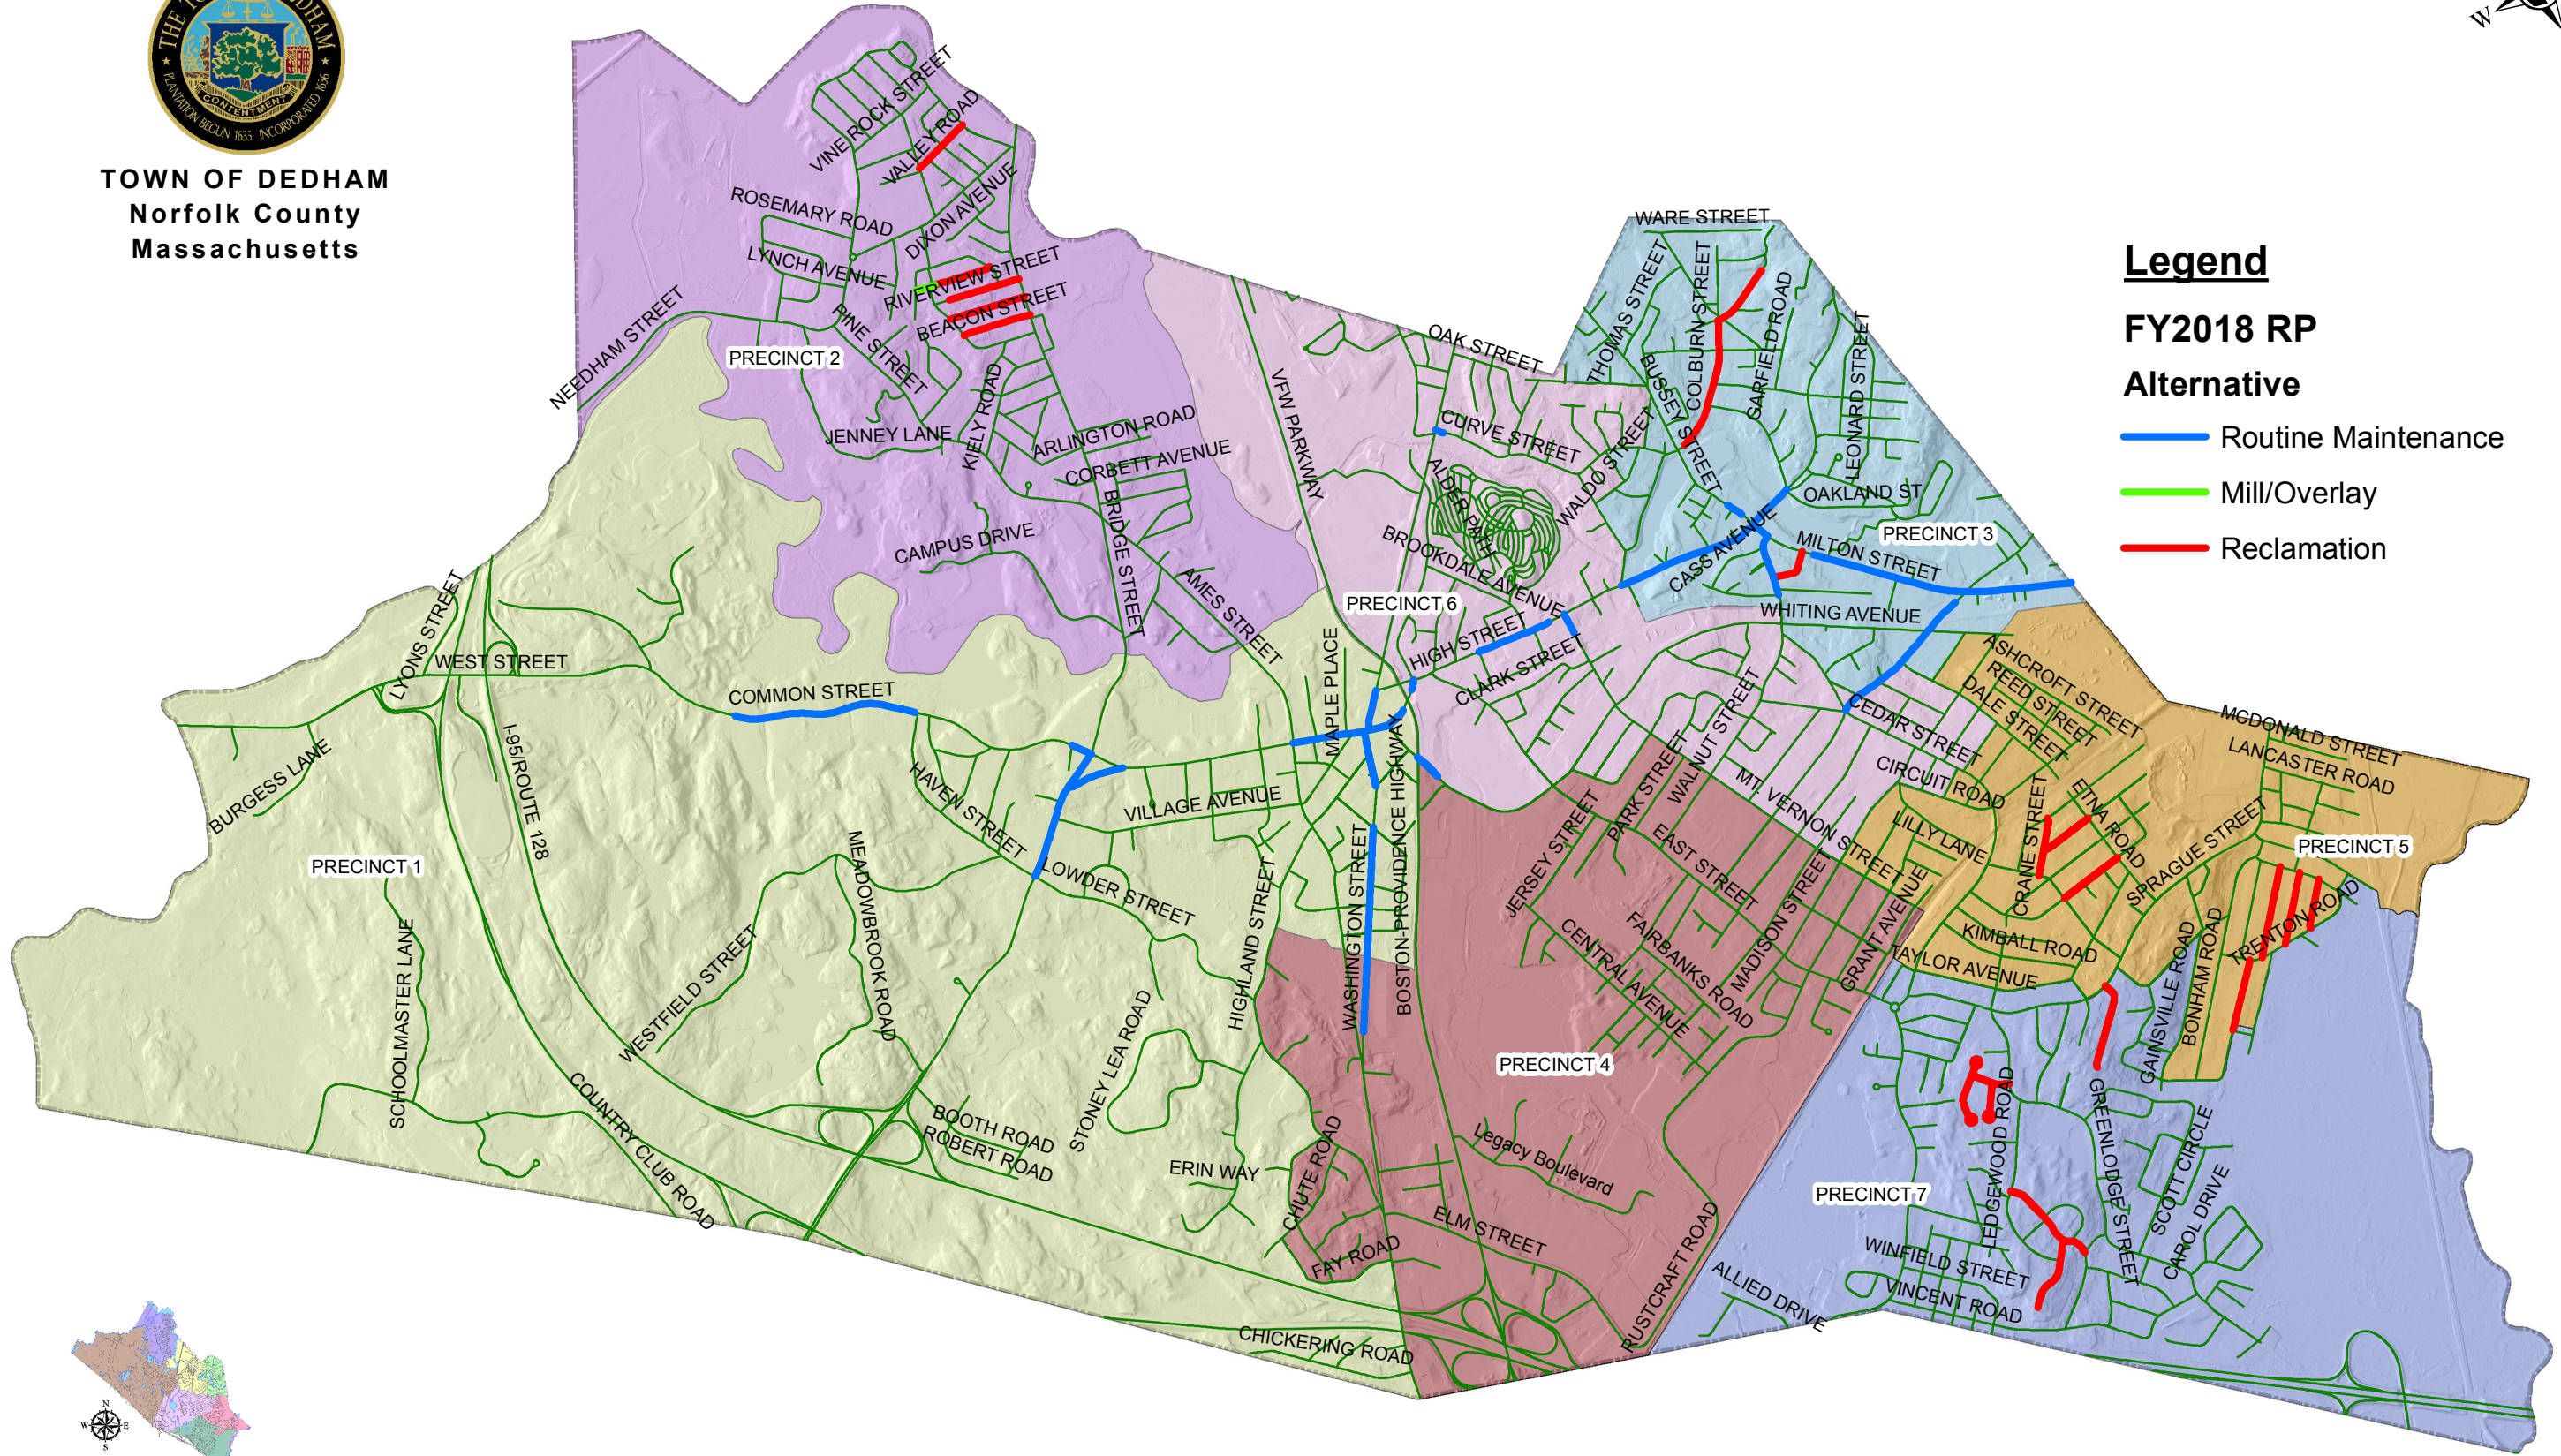 THE TOWN OF DEDHAM
CONTENTMENT
PLANTATION BEGUN 1635 INCORPORATED 1636
TOWN OF DEDHAM
Norfolk County
Massachusetts
W
Legend
FY2018 RP
Alternative
Routine Maintenance
Mill/Overlay
Reclamation
VINE ROCK STREET
VALLEY ROAD
ROSEMARY ROAD
DIXON AVENUE
LYNCH AVENUE
RIVERVIEW STREET
BEACON STREET
NEEDHAM STREET
PINE STREET
PRECINCT 2
JENNEY LANE
KIELY ROAD
ARLINGTON ROAD
CORBETT AVENUE
CAMPUS DRIVE
BRIDGE STREET
AMES STREET
VFW PARKWAY
OAK STREET
CURVE STREET
ALDER PATH
WALDO STREET
BROOKDALE AVENUE
PRECINCT 6
HIGH STREET
CLARK STREET
WARE STREET
THOMAS STREET
COLBURN STREET
BUSSEY STREET
GARFIELD ROAD
LEONARD STREET
OAKLAND ST
CASS AVENUE
MILTON STREET
PRECINCT 3
WHITING AVENUE
LYONS STREET
WEST STREET
COMMON STREET
I-95/ROUTE 128
BURGESS LANE
PRECINCT 1
HAVEN STREET
VILLAGE AVENUE
MAPLE PLACE
LOWDER STREET
MEADOWBROOK ROAD
WESTFIELD STREET
SCHOOLMASTER LANE
COUNTRY CLUB ROAD
HIGHLAND STREET
WASHINGTON STREET
BOSTON-PROVIDENCE HIGHWAY
STONEY LEA ROAD
BOOTH ROAD
ROBERT ROAD
ERIN WAY
CHUTE ROAD
FAY ROAD
CHICKERING ROAD
ASHCROFT STREET
REED STREET
DALE STREET
CEDAR STREET
CIRCUIT ROAD
WALNUT STREET
PARK STREET
MT. VERNON STREET
JERSEY STREET
EAST STREET
MADISON STREET
GRANT AVENUE
FAIRBANKS ROAD
CENTRAL AVENUE
PRECINCT 4
Legacy Boulevard
ELM STREET
RUSTCRAFT ROAD
MCDONALD STREET
LANCASTER ROAD
LILLY LANE
CRANE STREET
ETNA ROAD
SPRAGUE STREET
PRECINCT 5
KIMBALL ROAD
TAYLOR AVENUE
TRENTON ROAD
GAINSVILLE ROAD
BONHAM ROAD
LEDGEWOOD ROAD
GREENLODGE STREET
SCOTT CIRCLE
CAROL DRIVE
PRECINCT 7
WINFIELD STREET
VINCENT ROAD
ALLIED DRIVE
N
W
E
S